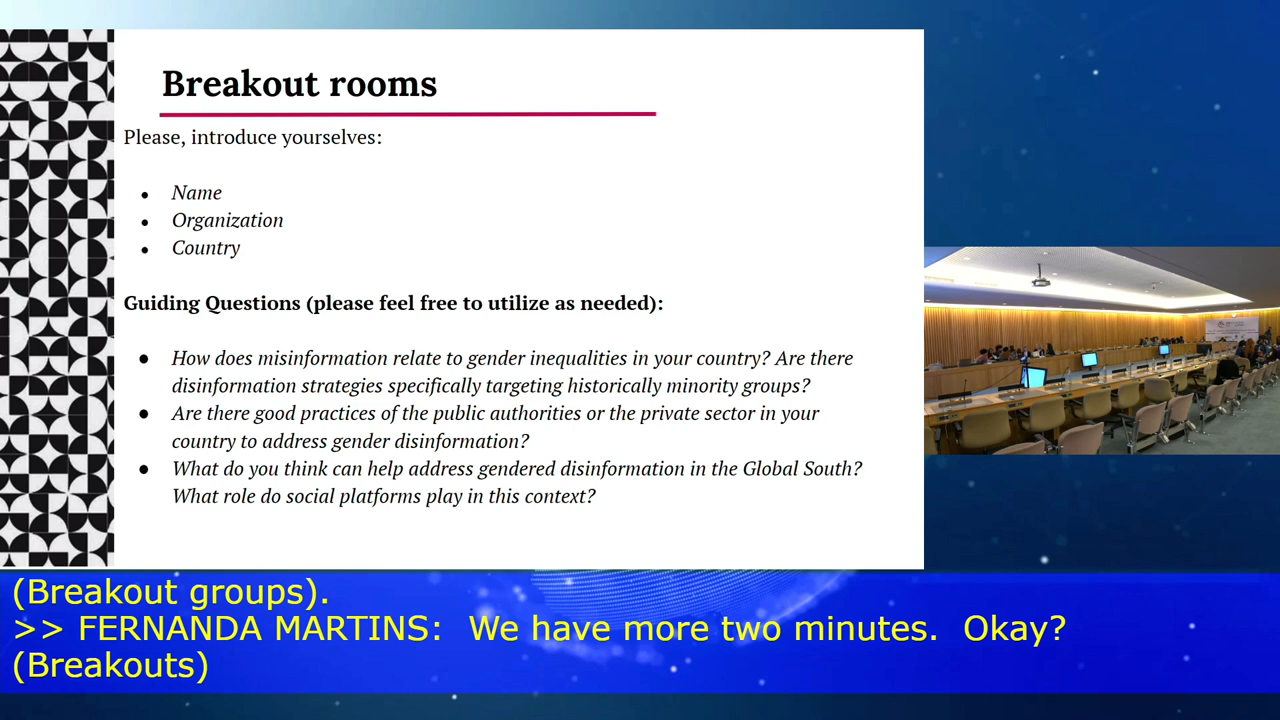 Breakout rooms
Please, introduce yourselves:
● Name
● Organization
● Country
Guiding Questions (please feel free to utilize as needed):
● How does misinformation relate to gender inequalities in your country? Are there
disinformation strategies specifically targeting historically minority groups?
● Are there good practices of the public authorities or the private sector in your
country to address gender disinformation?
● What do you think can help address gendered disinformation in the Global South?
What role do social platforms play in this context?
(Breakout groups).
>> FERNANDA MARTINS:  We have more two minutes.  Okay?
(Breakouts)